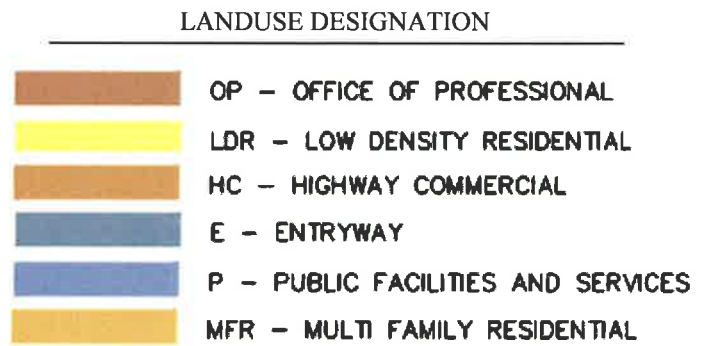 LANDUSE DESIGNATION
OP – OFFICE OF PROFESSIONAL
LDR – LOW DENSITY RESIDENTIAL
HC – HIGHWAY COMMERCIAL
E – ENTRYWAY
P – PUBLIC FACILITIES AND SERVICES
MFR – MULTI FAMILY RESIDENTIAL